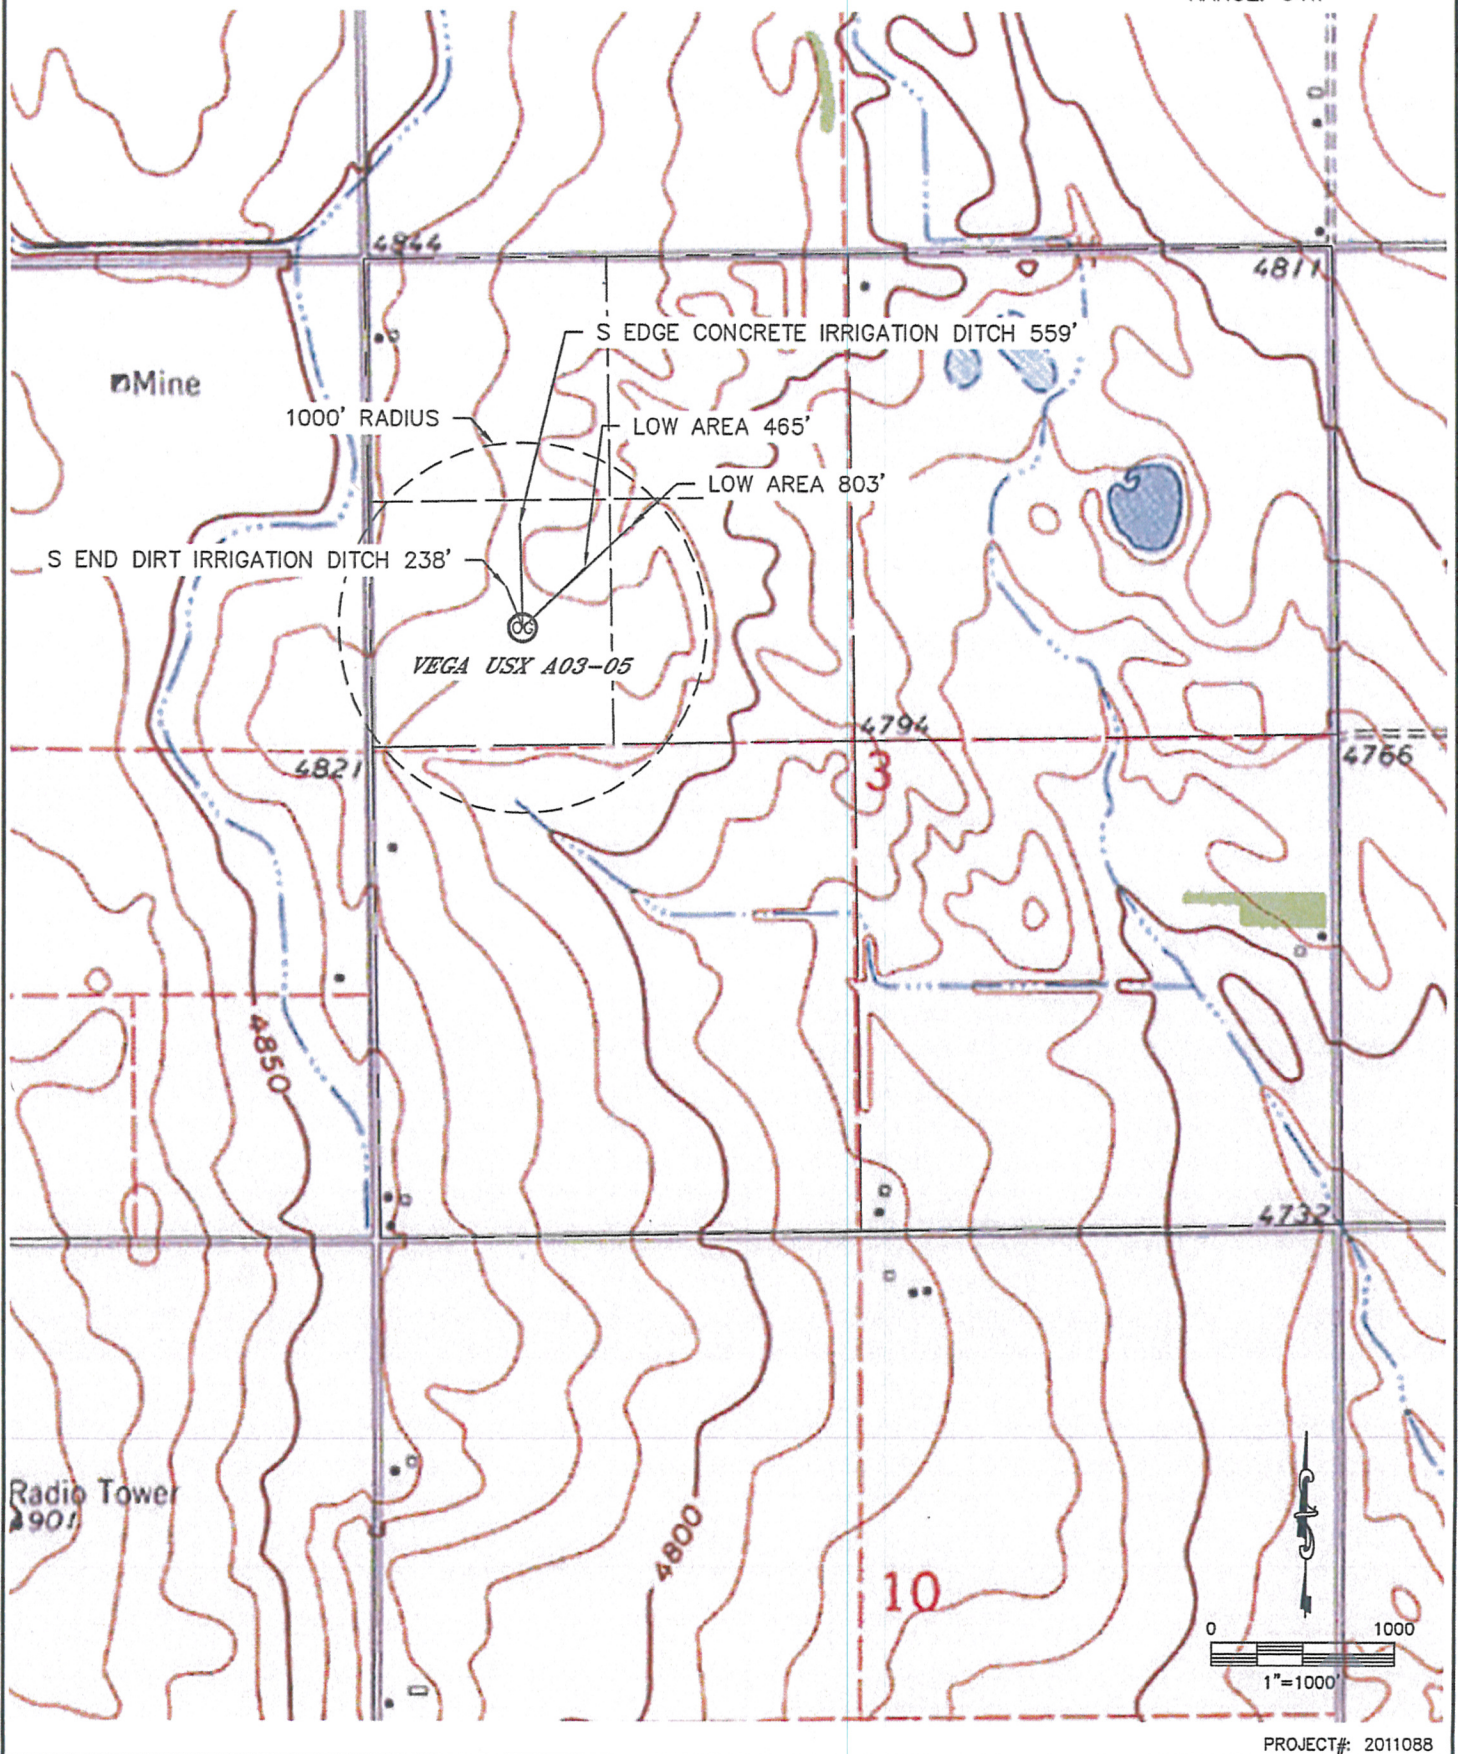 4844
4811
S EDGE CONCRETE IRRIGATION DITCH 559'
Mine
1000' RADIUS
LOW AREA 465'
LOW AREA 803'
S END DIRT IRRIGATION DITCH 238'
OG
VEGA USX A03-05
4794
4821
3
4766
4850
4732
Radio Tower
4901
4800
10
0 1000
1"=1000'
PROJECT#: 2011088